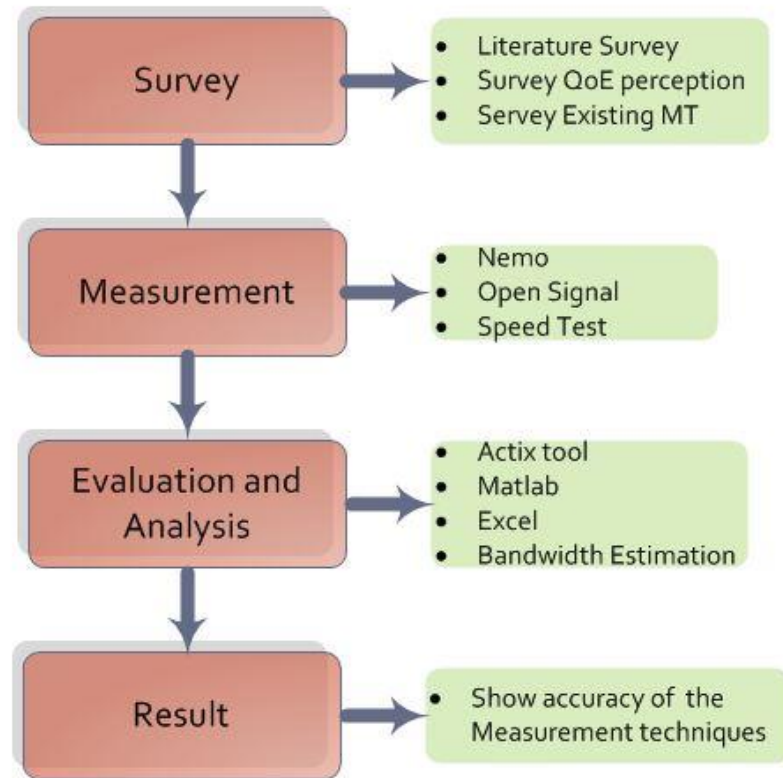 Survey
• Literature Survey
• Survey QoE perception
• Servey Existing MT
Measurement
• Nemo
• Open Signal
• Speed Test
Evaluation and
Analysis
• Actix tool
• Matlab
• Excel
• Bandwidth Estimation
Result
• Show accuracy of the
Measurement techniques